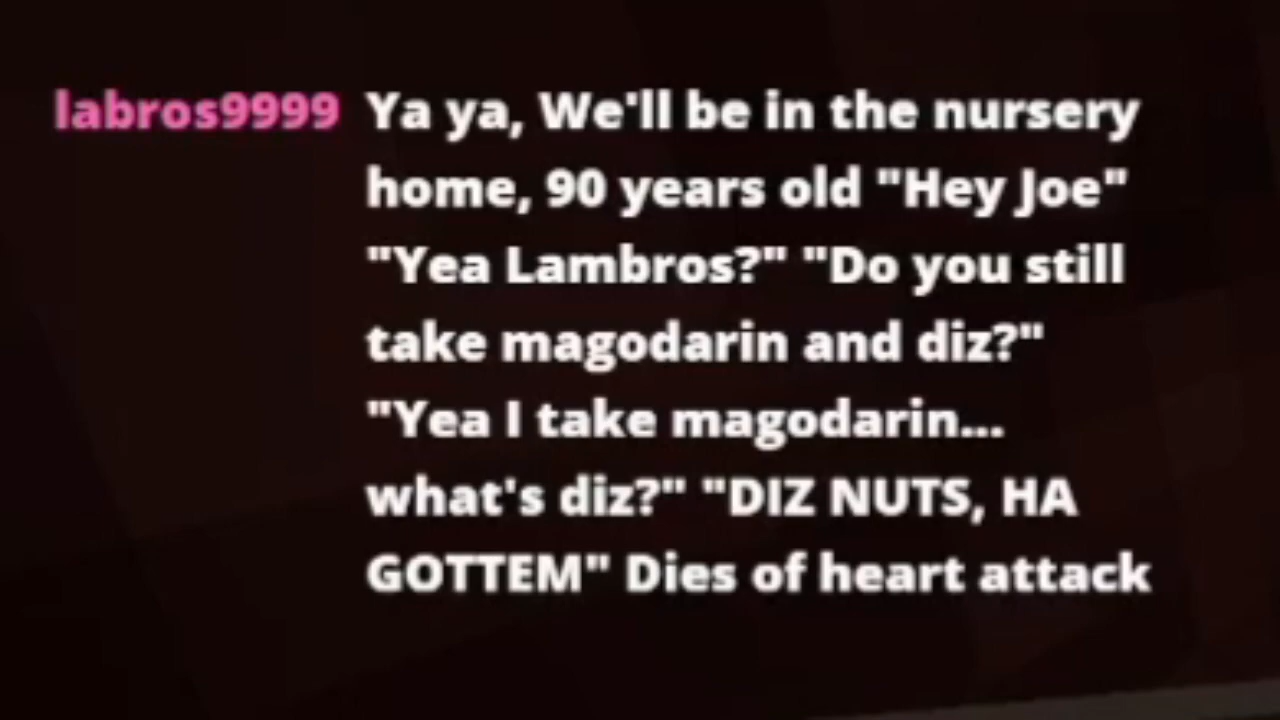 labros9999 Ya ya, We'll be in the nursery
home, 90 years old "Hey Joe"
"Yea Lambros?" "Do you still
take magodarin and diz?"
"Yea I take magodarin...
what's diz?" "DIZ NUTS, HA
GOTTEM" Dies of heart attack